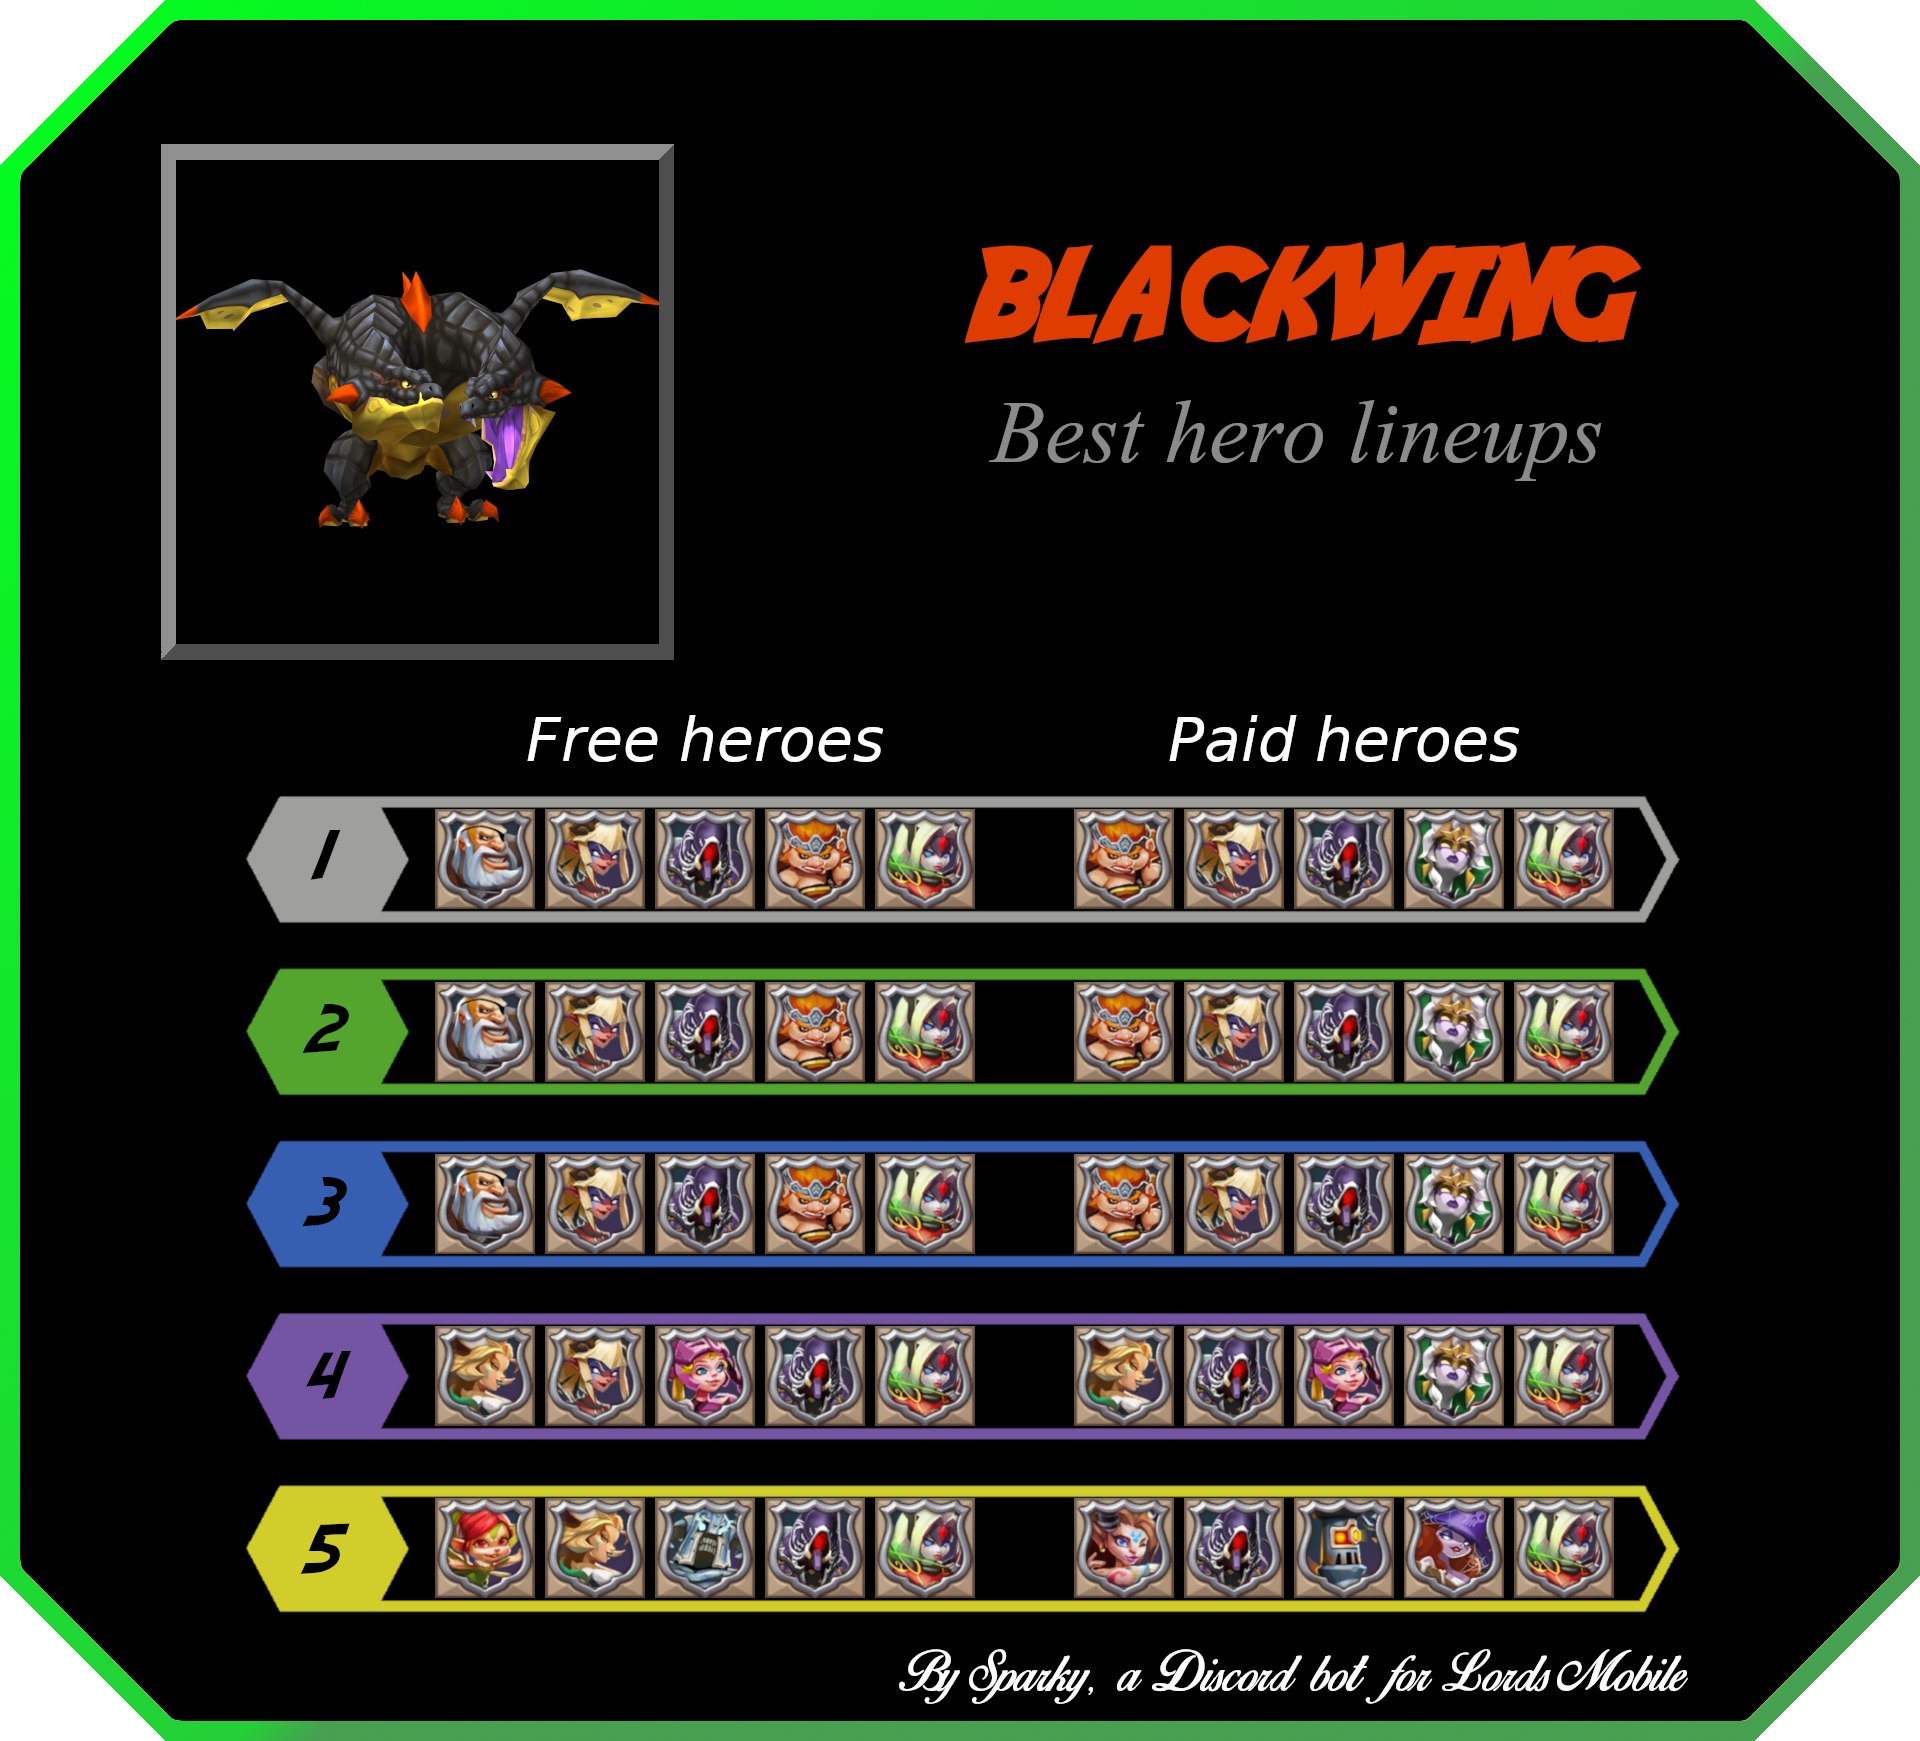 BLACKWING
Best hero lineups
Free heroes
Paid heroes
1
2
3
4
5
By Sparky, a Discord bot for Lords Mobile